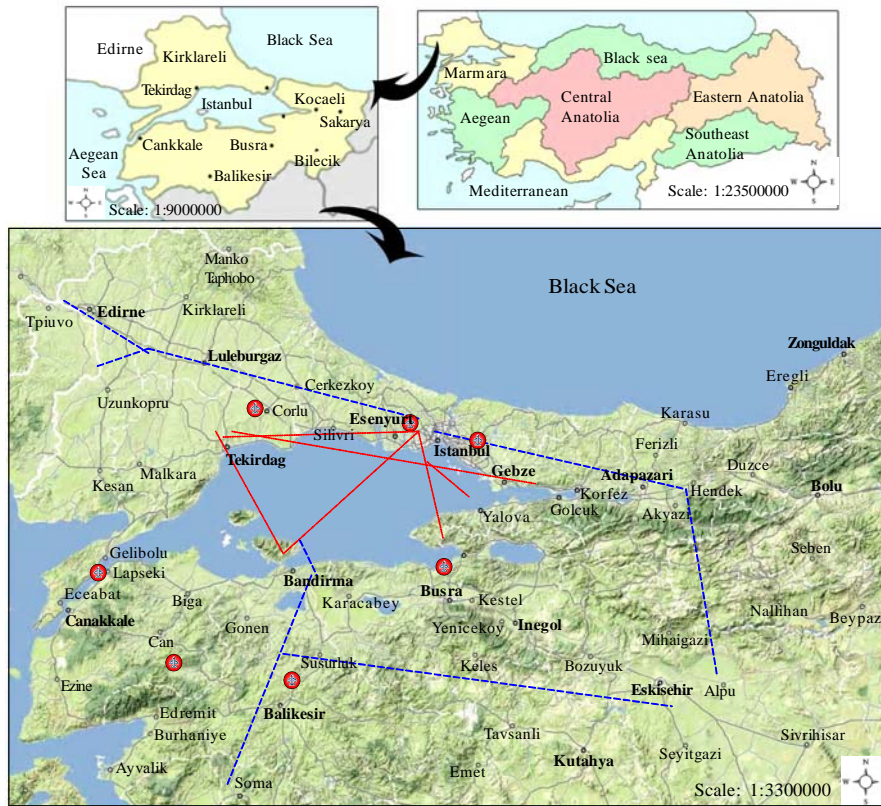 Edirne
Black Sea
Kirklareli
Tekirdag
Istanbul
Kocaeli
Sakarya
Cankkale
Busra
Bilecik
Aegean
Sea
Balikesir
N
W E
S
Scale: 1:9000000
Marmara
Black sea
Central
Anatolia
Eastern Anatolia
Aegean
Southeast
Anatolia
Mediterranean
Scale: 1:23500000
N
W E
S
Manko
Taphobo
Black Sea
Tpiuvo
Edirne
Kirklareli
Zonguldak
Luleburgaz
Eregli
Cerkezkoy
Uzunkopru
Corlu
Esenyurt
Karasu
Silivri
Istanbul
Ferizli
Tekirdag
Duzce
Malkara
Gebze
Adapazari
Kesan
Korfez
Hendek
Bolu
Golcuk
Akyazi
Yalova
Gelibolu
Seben
Lapseki
Bandirma
Eceabat
Biga
Karacabey
Busra
Kestel
Nallihan
Beypaz
Canakkale
Gonen
Yenicekoy
Inegol
Can
Mihaigazi
Susurluk
Keles
Bozuyuk
Ezine
Eskisehir
Alpu
Edremit
Balikesir
Burhaniye
Tavsanli
Sivrihisar
Kutahya
Seyitgazi
Ayvalik
Emet
Soma
Scale: 1:3300000
N
W E
S